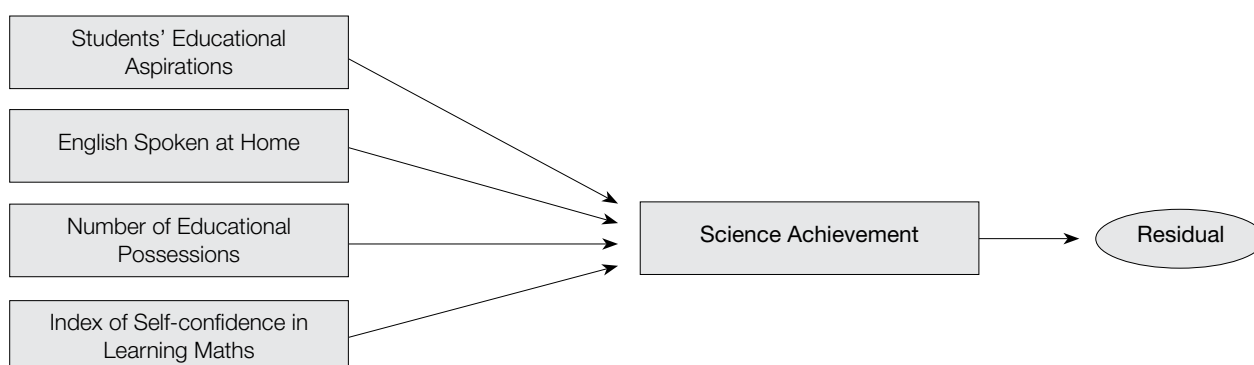 Students’ Educational
Aspirations
English Spoken at Home
Number of Educational
Possessions
Index of Self-confidence in
Learning Maths
Science Achievement
Residual